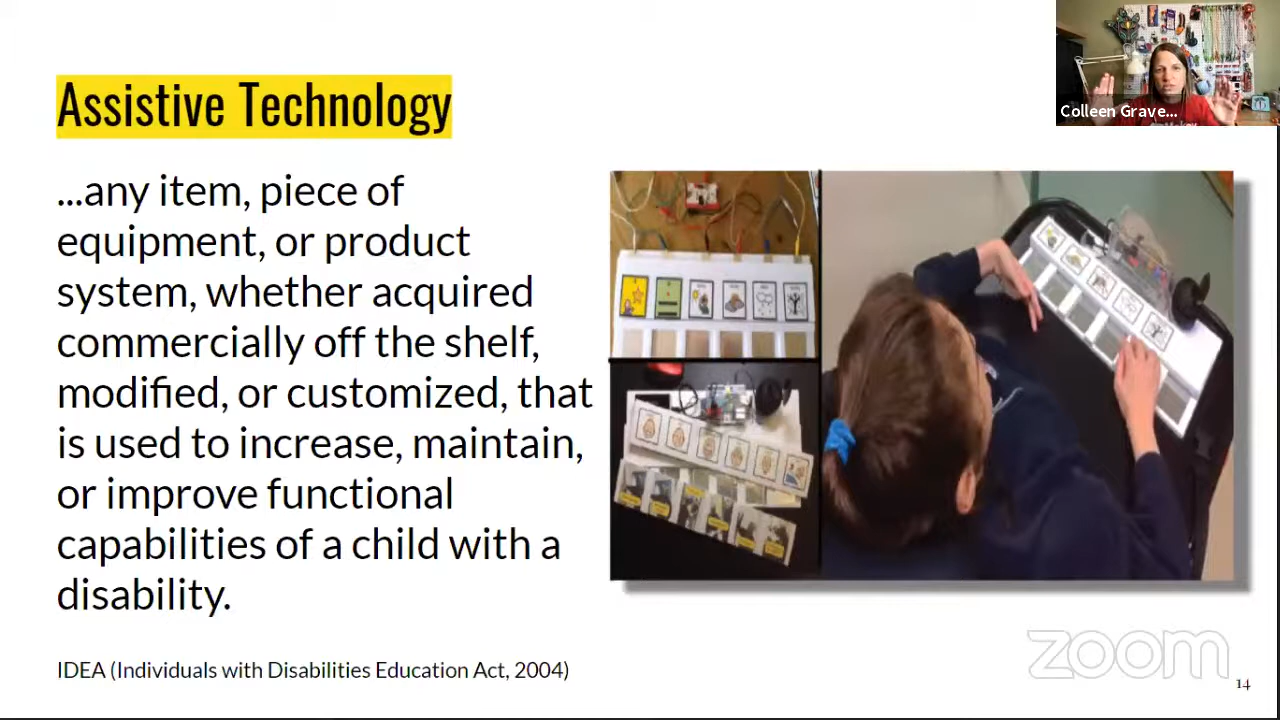 Assistive Technology
Colleen Grave...
...any item, piece of
equipment, or product
system, whether acquired
commercially off the shelf,
modified, or customized, that
is used to increase, maintain,
or improve functional
capabilities of a child with a
disability.
IDEA (Individuals with Disabilities Education Act, 2004)
zoom
14